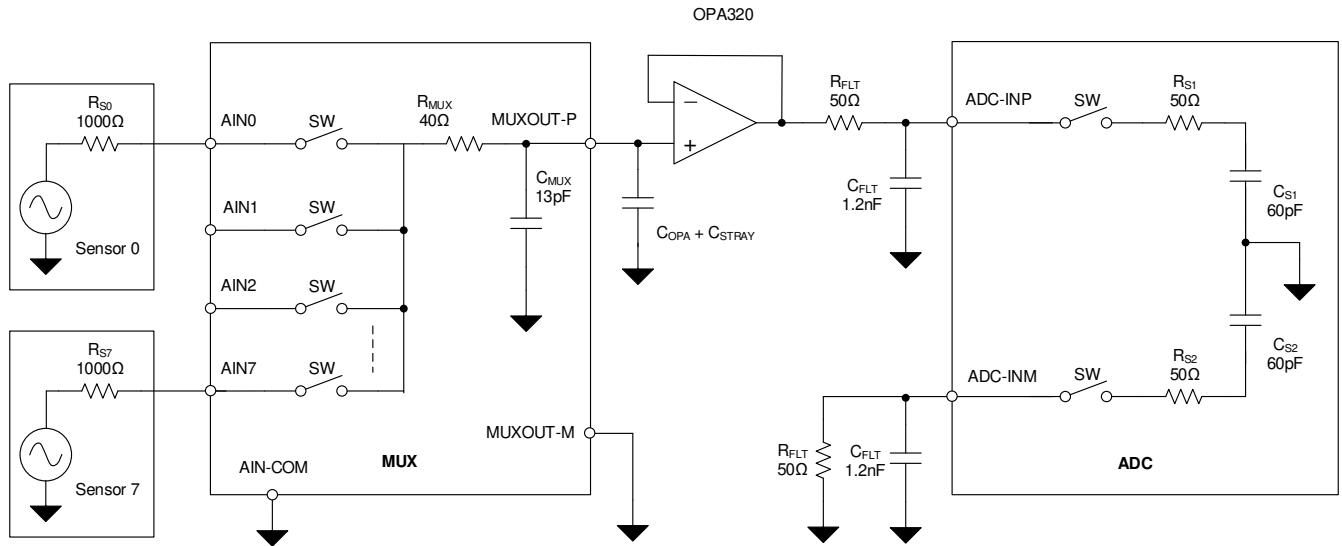 OPA320
RS0
1000Ω
Sensor 0
AIN0
SW
RMUX
40Ω
MUXOUT-P
CMUX
13pF
AIN1
SW
AIN2
SW
RS7
1000Ω
Sensor 7
AIN7
SW
MUXOUT-M
AIN-COM
MUX
COPA + CSTRAY
−
+
RFLT
50Ω
CFLT
1.2nF
ADC-INP
SW
RS1
50Ω
CS1
60pF
CS2
60pF
ADC-INM
SW
RS2
50Ω
RFLT
50Ω
CFLT
1.2nF
ADC